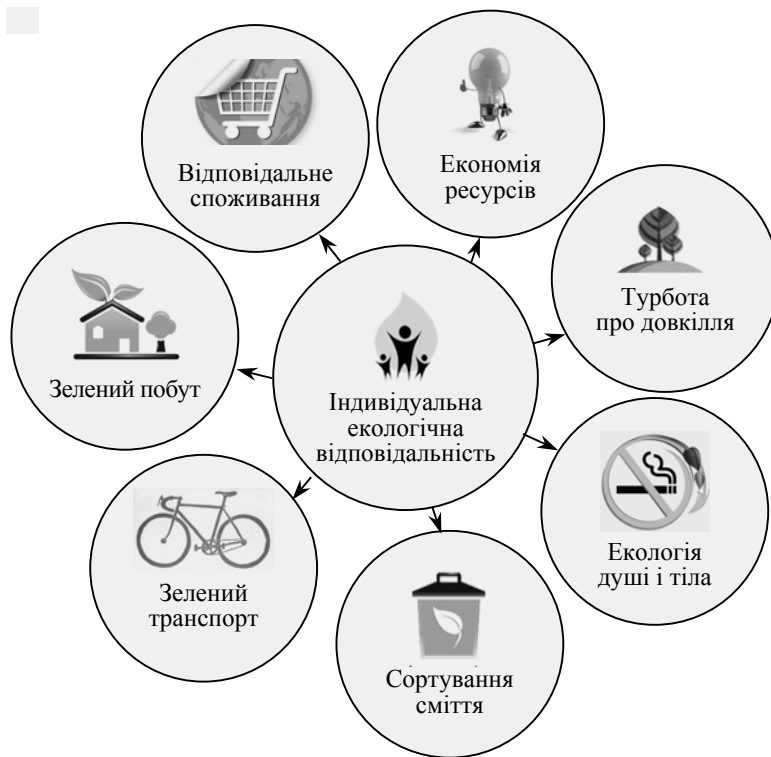 Відповідальне
споживання
Економія
ресурсів
Турбота
про довкілля
Зелений побут
Індивідуальна
екологічна
відповідальність
Екологія
душі і тіла
Зелений
транспорт
Сортування
сміття